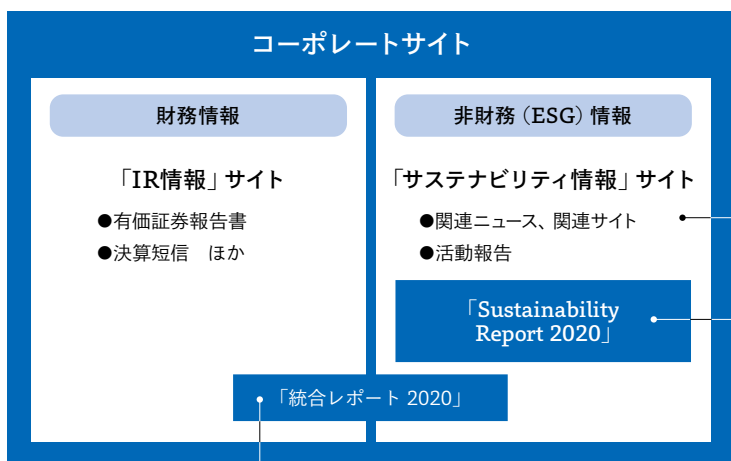 コーポレートサイト
財務情報
「IR情報」サイト
●有価証券報告書
●決算短信　ほか
非財務（ESG）情報
「サステナビリティ情報」サイト
●関連ニュース、関連サイト
●活動報告
「Sustainability
Report 2020」
「統合レポート 2020」